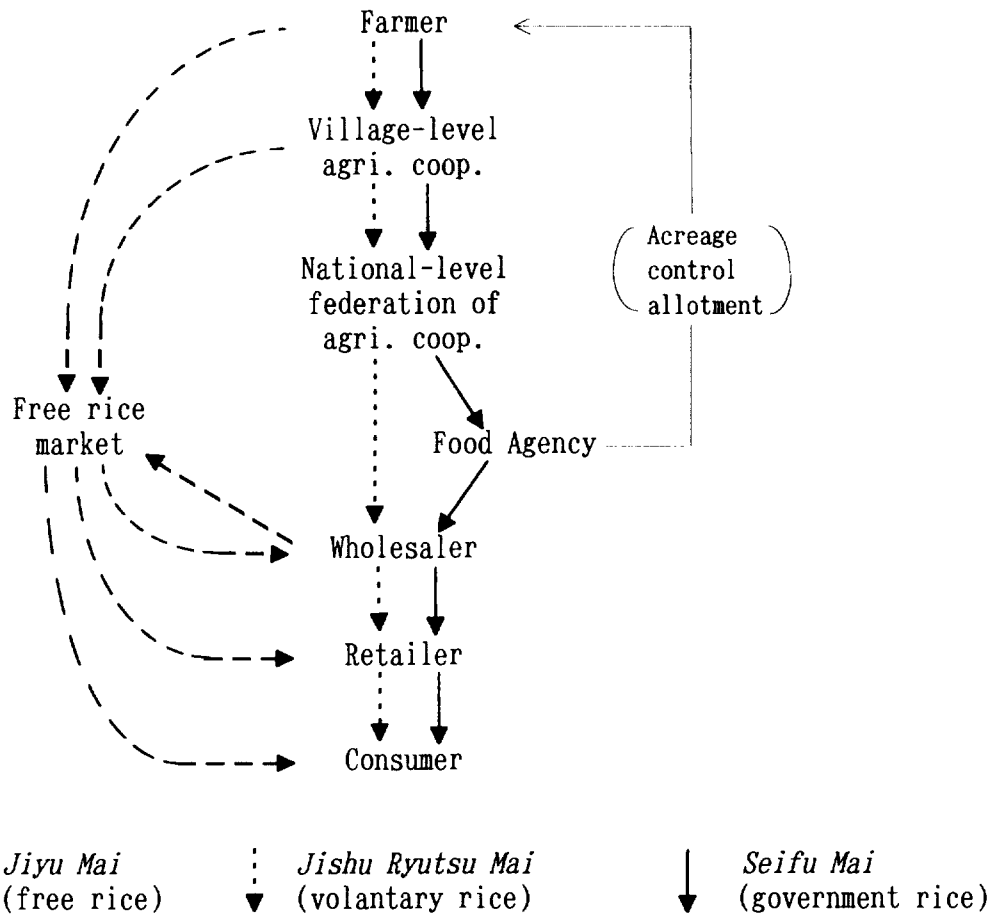 Farmer
Village-level
agri. coop.
National-level
federation of
agri. coop.
Acreage
control
allotment
Free rice
market
Food Agency
Wholesaler
Retailer
Consumer
Jiyu Mai
(free rice)
Jishu Ryutsu Mai
(volantary rice)
Seifu Mai
(government rice)